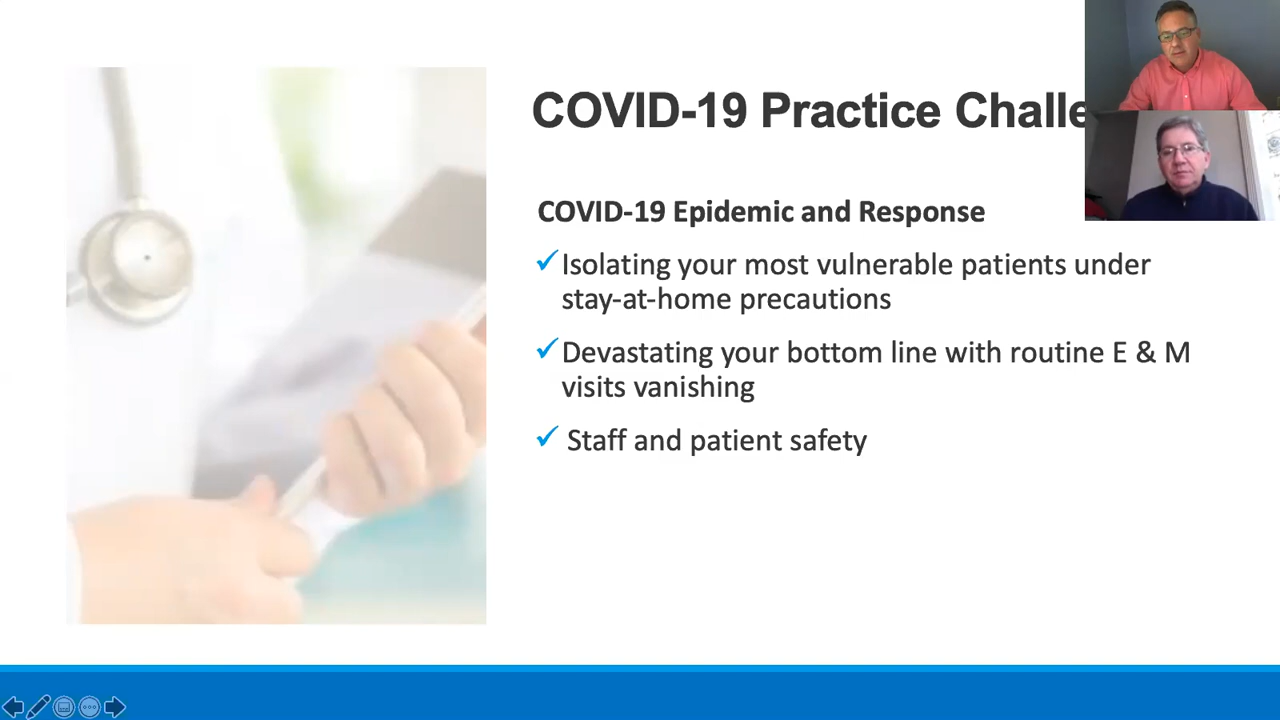 COVID-19 Practice Challe
COVID-19 Epidemic and Response
Isolating your most vulnerable patients under
stay-at-home precautions
Devastating your bottom line with routine E & M
visits vanishing
Staff and patient safety